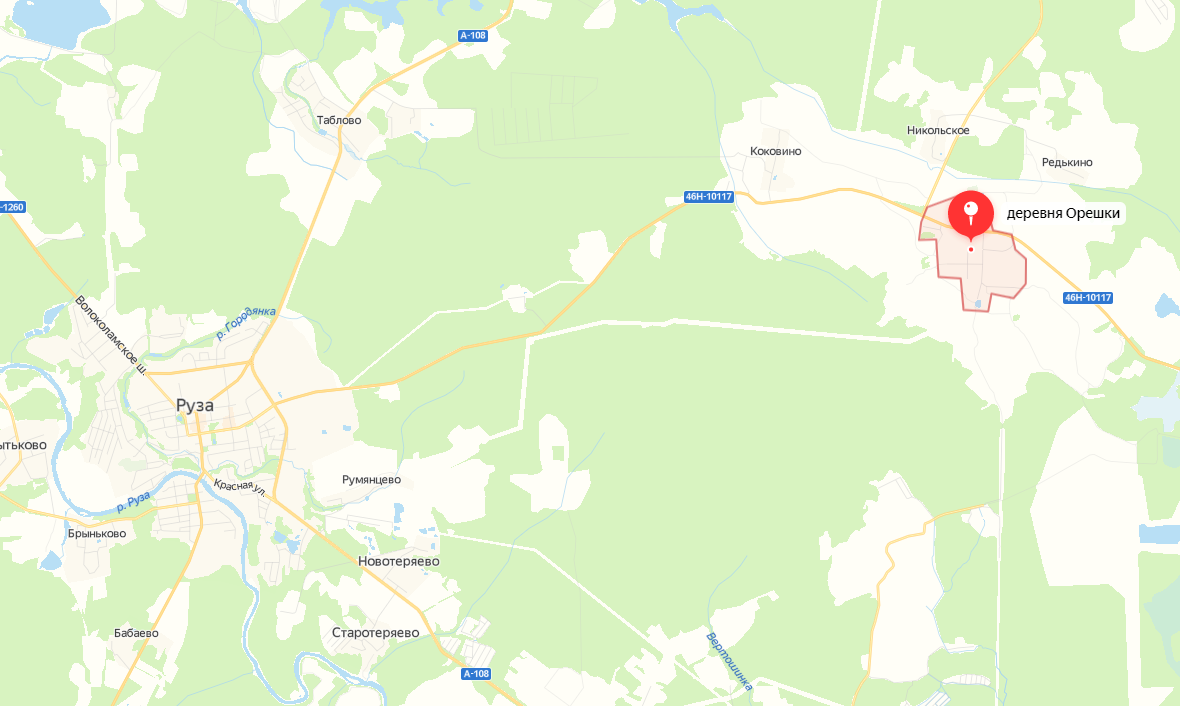 А-108
Таблово
Никольское
Коковино
Редькино
46Н-10117
-1260
деревня Орешки
46Н-10117
Волоколамское ш.
р. Городянка
Руза
ытьково
Румянцево
Красная ул.
р. Руза
Брыньково
Новотеряево
Бабаево
Старотеряево
Вертошинка
А-108